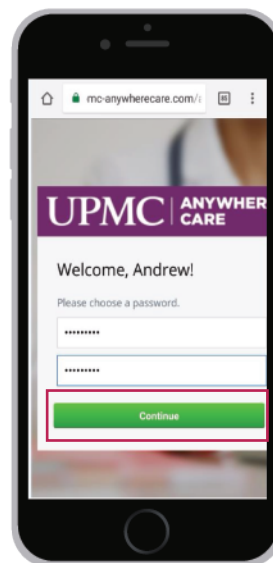 mc-anywherecare.com/
UPMC | ANYWHER
CARE
Welcome, Andrew!
Please choose a password.
•••••••••
•••••••••
Continue